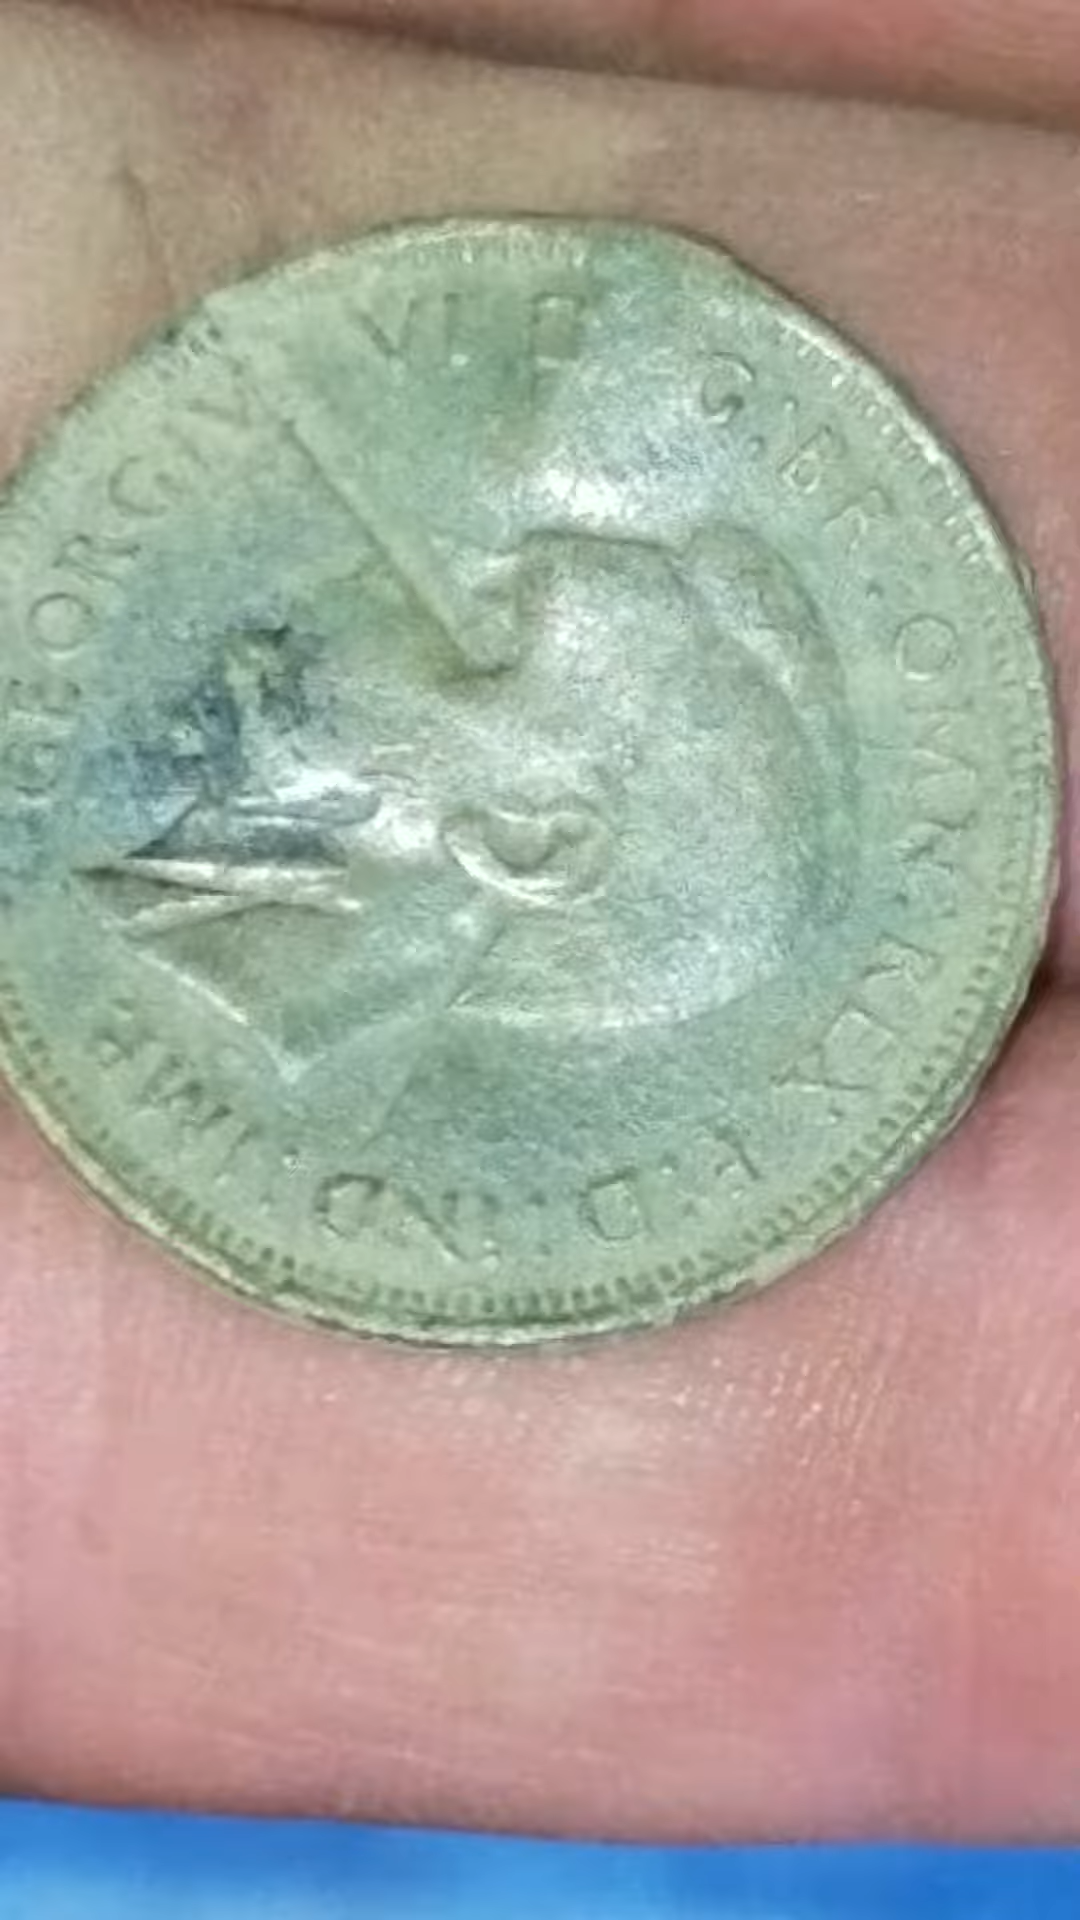 GEORGIVS VI D G. BR. OMN. REX F. D. IND. IMP.